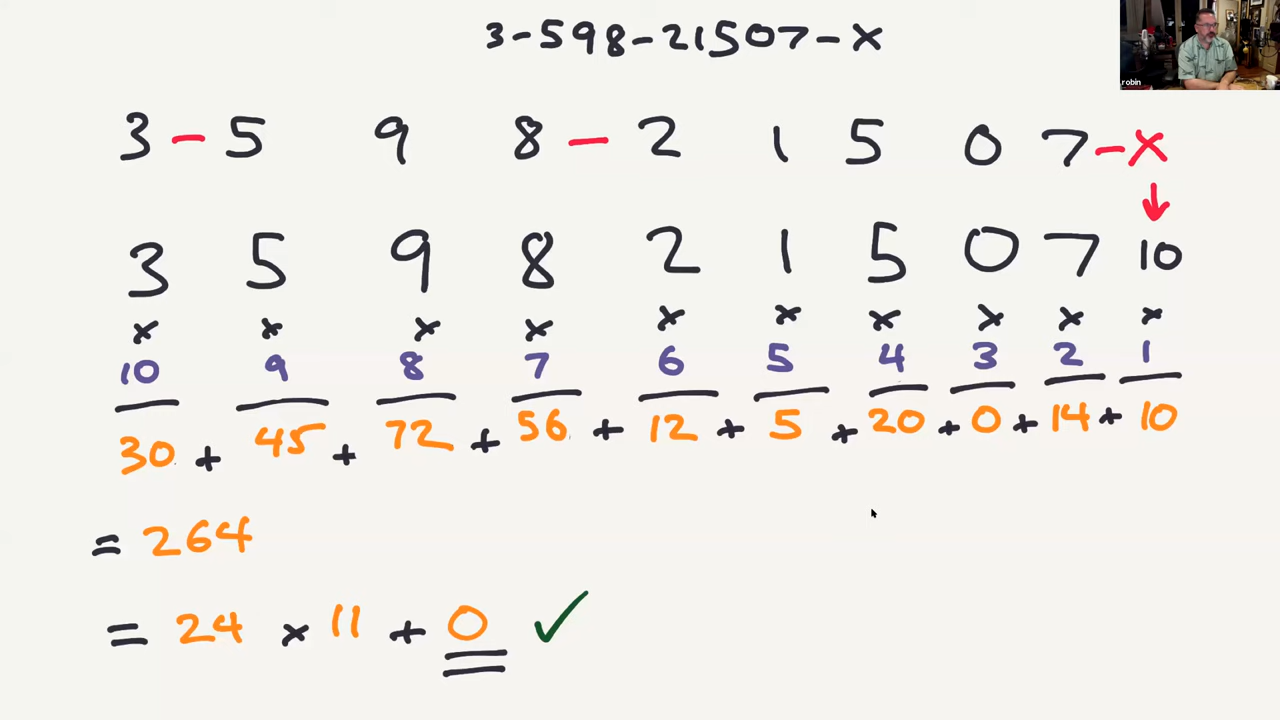 3-598-21507-X
robin
3 - 5 9 8 - 2 1 5 0 7 - X
3 5 9 8 2 1 5 0 7 10
x x x x x x x x x x
10 9 8 7 6 5 4 3 2 1
30 + 45 + 72 + 56 + 12 + 5 + 20 + 0 + 14 + 10
= 264
= 24 x 11 + 0 ✓